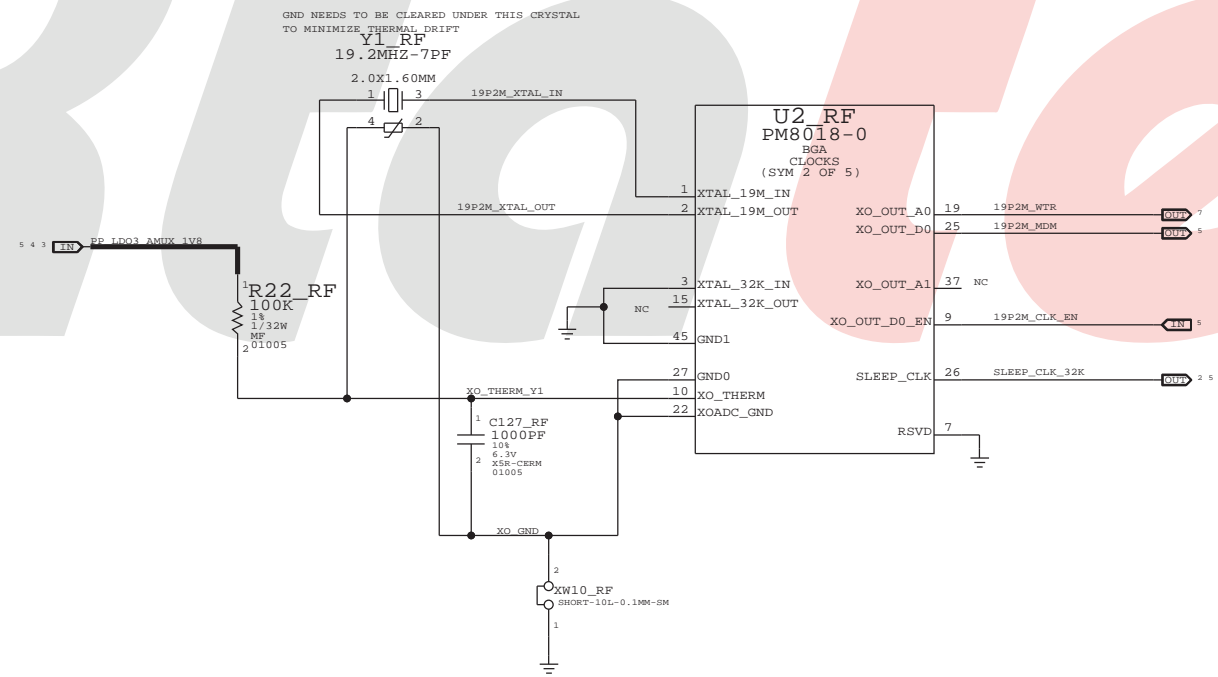 GND NEEDS TO BE CLEARED UNDER THIS CRYSTAL
TO MINIMIZE THERMAL DRIFT
Y1_RF
19.2MHZ-7PF
2.0X1.60MM
1
3
19P2M_XTAL_IN
4
2
U2_RF
PM8018-0
BGA
CLOCKS
(SYM 2 OF 5)
1 XTAL_19M_IN
19P2M_XTAL_OUT
2 XTAL_19M_OUT
XO_OUT_A0 19 19P2M_WTR OUT 7
XO_OUT_D0 25 19P2M_MDM OUT 5
5 4 3 IN PP_LDO3_AMUX_1V8
3 XTAL_32K_IN
XO_OUT_A1 37 NC
NC 15 XTAL_32K_OUT
XO_OUT_D0_EN 9 19P2M_CLK_EN IN 5
45 GND1
1
R22_RF
100K
1%
1/32W
MF
01005
2
27 GND0
SLEEP_CLK 26 SLEEP_CLK_32K OUT 2 5
XO_THERM_Y1
10 XO_THERM
22 XOADC_GND
RSVD 7
1
C127_RF
1000PF
10%
6.3V
X5R-CERM
01005
2
XO_GND
2
XW10_RF
SHORT-10L-0.1MM-SM
1